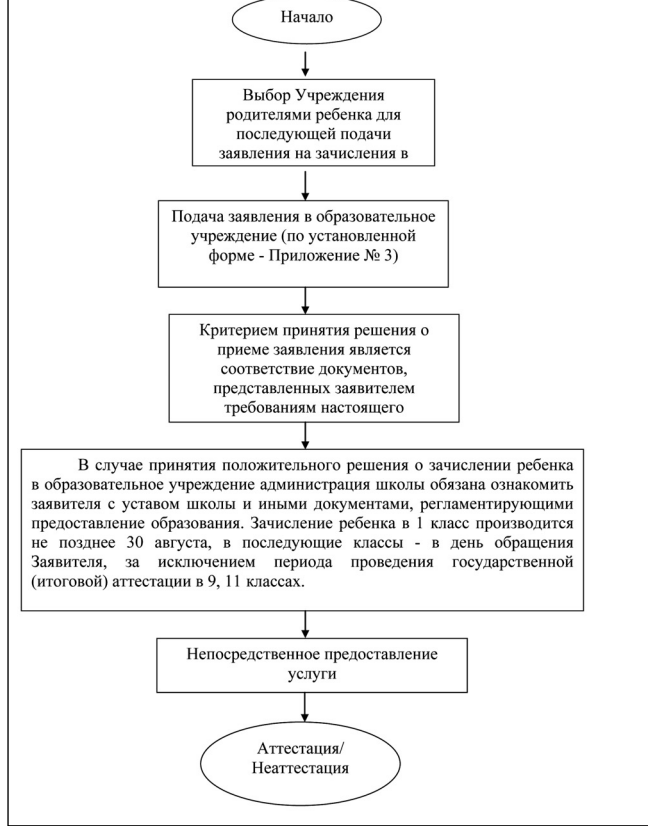 Начало
Выбор Учреждения
родителями ребенка для
последующей подачи
заявления на зачисления в
Подача заявления в образовательное
учреждение (по установленной
форме - Приложение № 3)
Критерием принятия решения о
приеме заявления является
соответствие документов,
представленных заявителем
требованиям настоящего
В случае принятия положительного решения о зачислении ребенка
в образовательное учреждение администрация школы обязана ознакомить
заявителя с уставом школы и иными документами, регламентирующими
предоставление образования. Зачисление ребенка в 1 класс производится
не позднее 30 августа, в последующие классы - в день обращения
Заявителя, за исключением периода проведения государственной
(итоговой) аттестации в 9, 11 классах.
Непосредственное предоставление
услуги
Аттестация/
Неаттестация